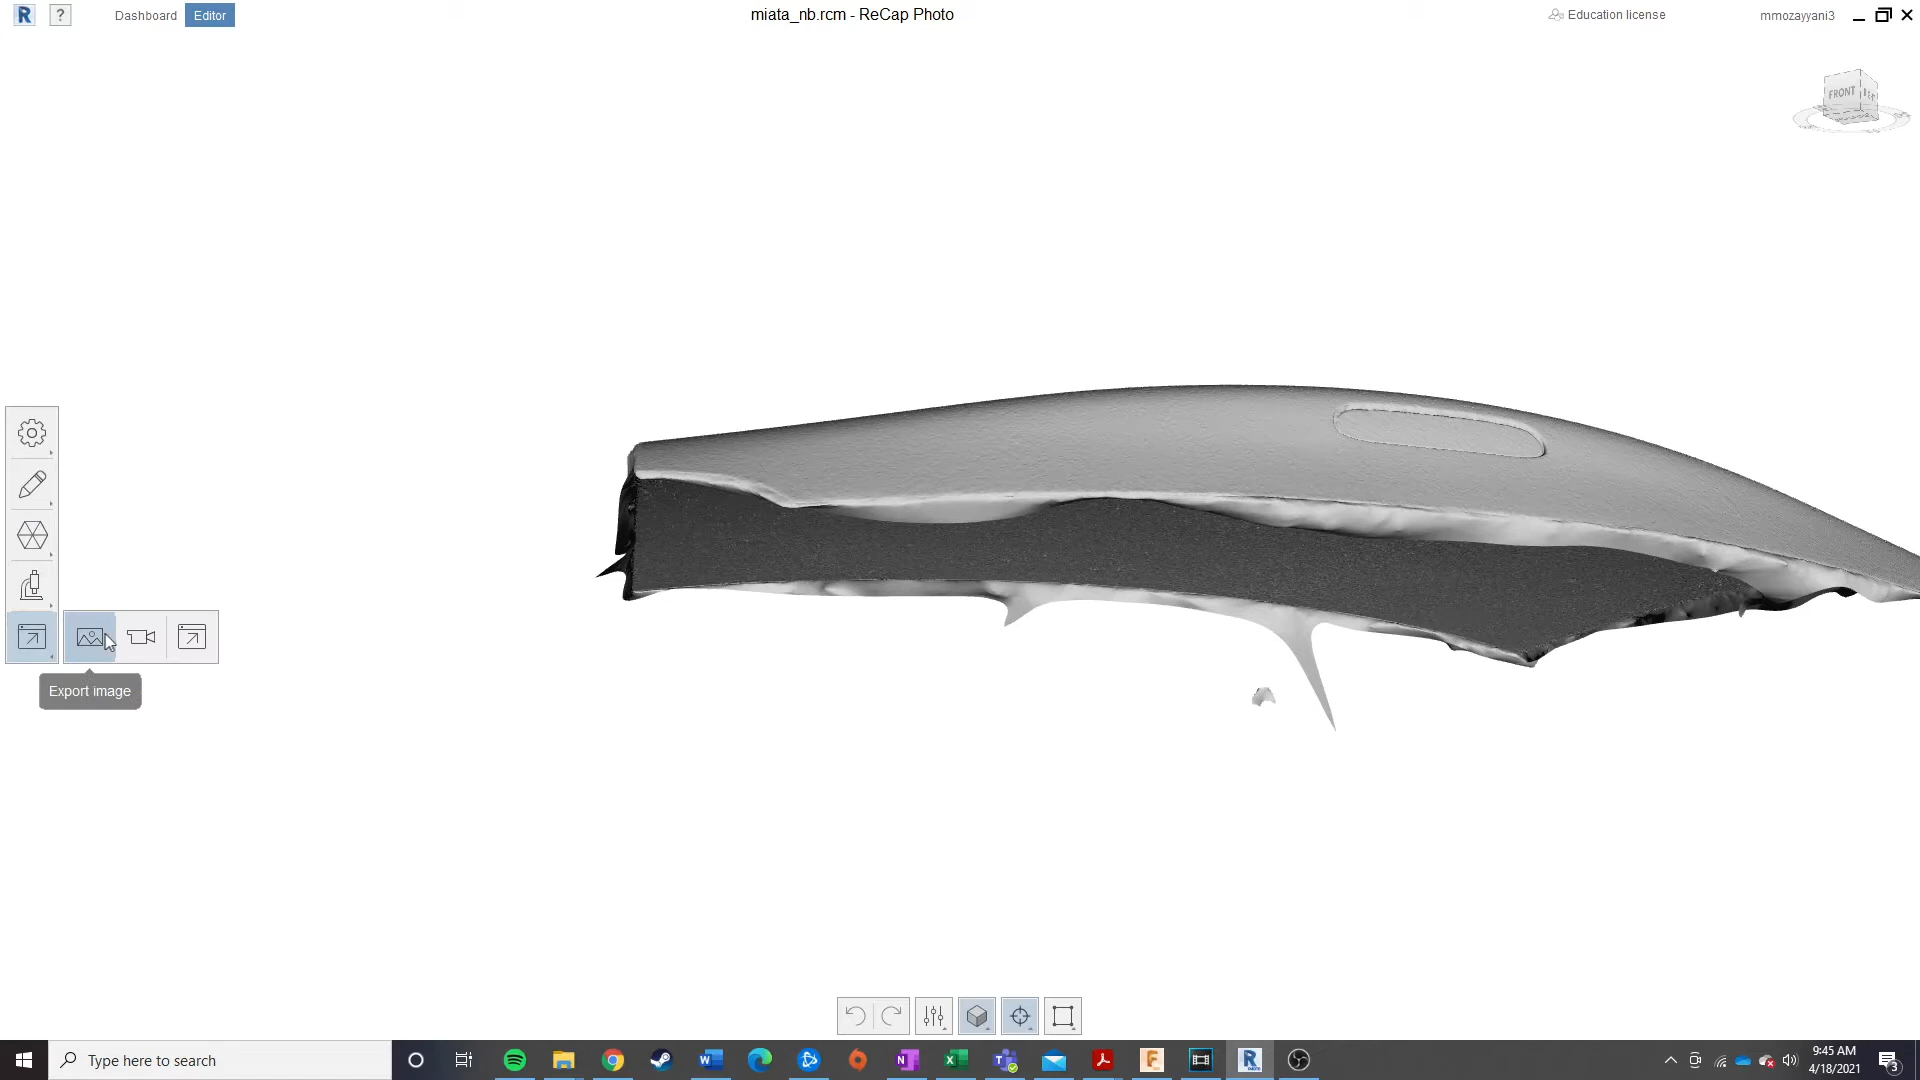 R ? Dashboard Editor miata_nb.rcm - ReCap Photo Education license mmozayyani3
FRONT
Export image
Type here to search
9:45 AM
4/18/2021
3